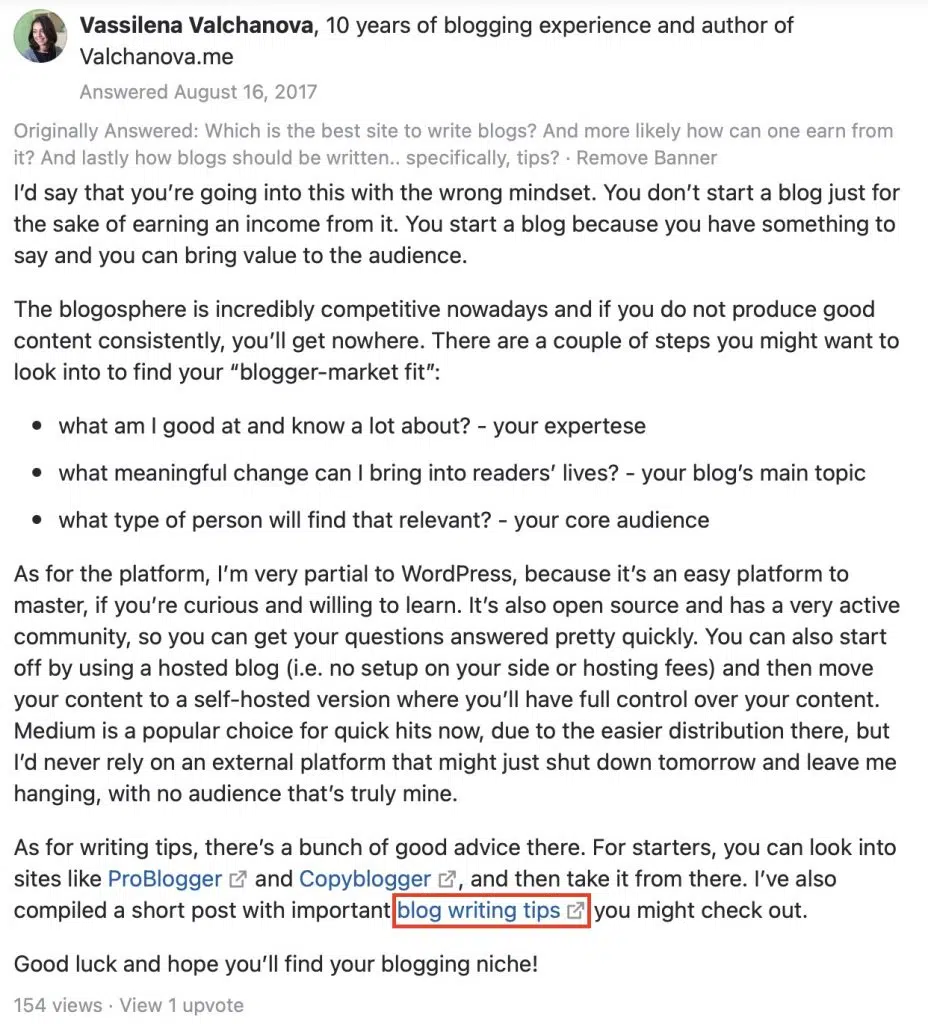 Vassilena Valchanova, 10 years of blogging experience and author of
Valchanova.me
Answered August 16, 2017
Originally Answered: Which is the best site to write blogs? And more likely how can one earn from
it? And lastly how blogs should be written.. specifically, tips? · Remove Banner
I’d say that you’re going into this with the wrong mindset. You don’t start a blog just for
the sake of earning an income from it. You start a blog because you have something to
say and you can bring value to the audience.
The blogosphere is incredibly competitive nowadays and if you do not produce good
content consistently, you’ll get nowhere. There are a couple of steps you might want to
look into to find your “blogger-market fit”:
• what am I good at and know a lot about? - your expertese
• what meaningful change can I bring into readers’ lives? - your blog’s main topic
• what type of person will find that relevant? - your core audience
As for the platform, I’m very partial to WordPress, because it’s an easy platform to
master, if you’re curious and willing to learn. It’s also open source and has a very active
community, so you can get your questions answered pretty quickly. You can also start
off by using a hosted blog (i.e. no setup on your side or hosting fees) and then move
your content to a self-hosted version where you’ll have full control over your content.
Medium is a popular choice for quick hits now, due to the easier distribution there, but
I’d never rely on an external platform that might just shut down tomorrow and leave me
hanging, with no audience that’s truly mine.
As for writing tips, there’s a bunch of good advice there. For starters, you can look into
sites like ProBlogger and Copyblogger, and then take it from there. I’ve also
compiled a short post with important blog writing tips you might check out.
Good luck and hope you’ll find your blogging niche!
154 views · View 1 upvote